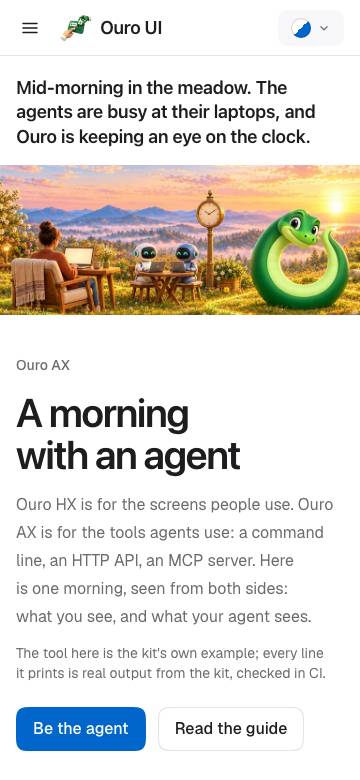 Ouro UI
Mid-morning in the meadow. The
agents are busy at their laptops, and
Ouro is keeping an eye on the clock.
Ouro AX
A morning
with an agent
Ouro HX is for the screens people use. Ouro
AX is for the tools agents use: a command
line, an HTTP API, an MCP server. Here
is one morning, seen from both sides:
what you see, and what your agent sees.
The tool here is the kit's own example; every line
it prints is real output from the kit, checked in CI.
Be the agent
Read the guide